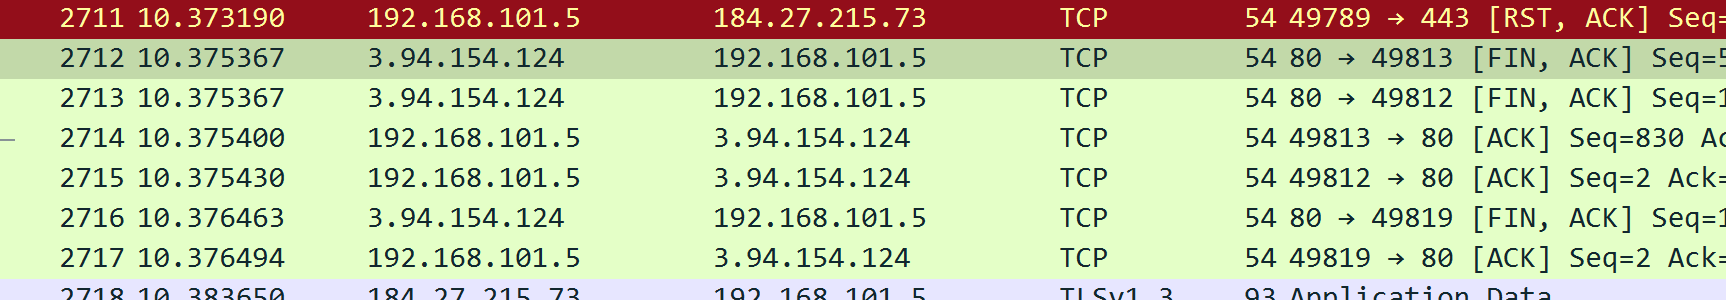 2711 10.373190 192.168.101.5 184.27.215.73 TCP 54 49789 → 443 [RST, ACK] Seq=
2712 10.375367 3.94.154.124 192.168.101.5 TCP 54 80 → 49813 [FIN, ACK] Seq=5
2713 10.375367 3.94.154.124 192.168.101.5 TCP 54 80 → 49812 [FIN, ACK] Seq=1
2714 10.375400 192.168.101.5 3.94.154.124 TCP 54 49813 → 80 [ACK] Seq=830 Ac
2715 10.375430 192.168.101.5 3.94.154.124 TCP 54 49812 → 80 [ACK] Seq=2 Ack=
2716 10.376463 3.94.154.124 192.168.101.5 TCP 54 80 → 49819 [FIN, ACK] Seq=1
2717 10.376494 192.168.101.5 3.94.154.124 TCP 54 49819 → 80 [ACK] Seq=2 Ack=
2718 10.383650 184.27.215.73 192.168.101.5 TLSv1.3 93 Application Data